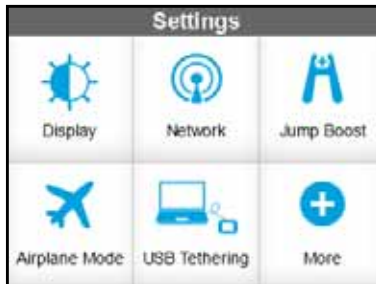 Settings
Display
Network
Jump Boost
Airplane Mode
USB Tethering
More